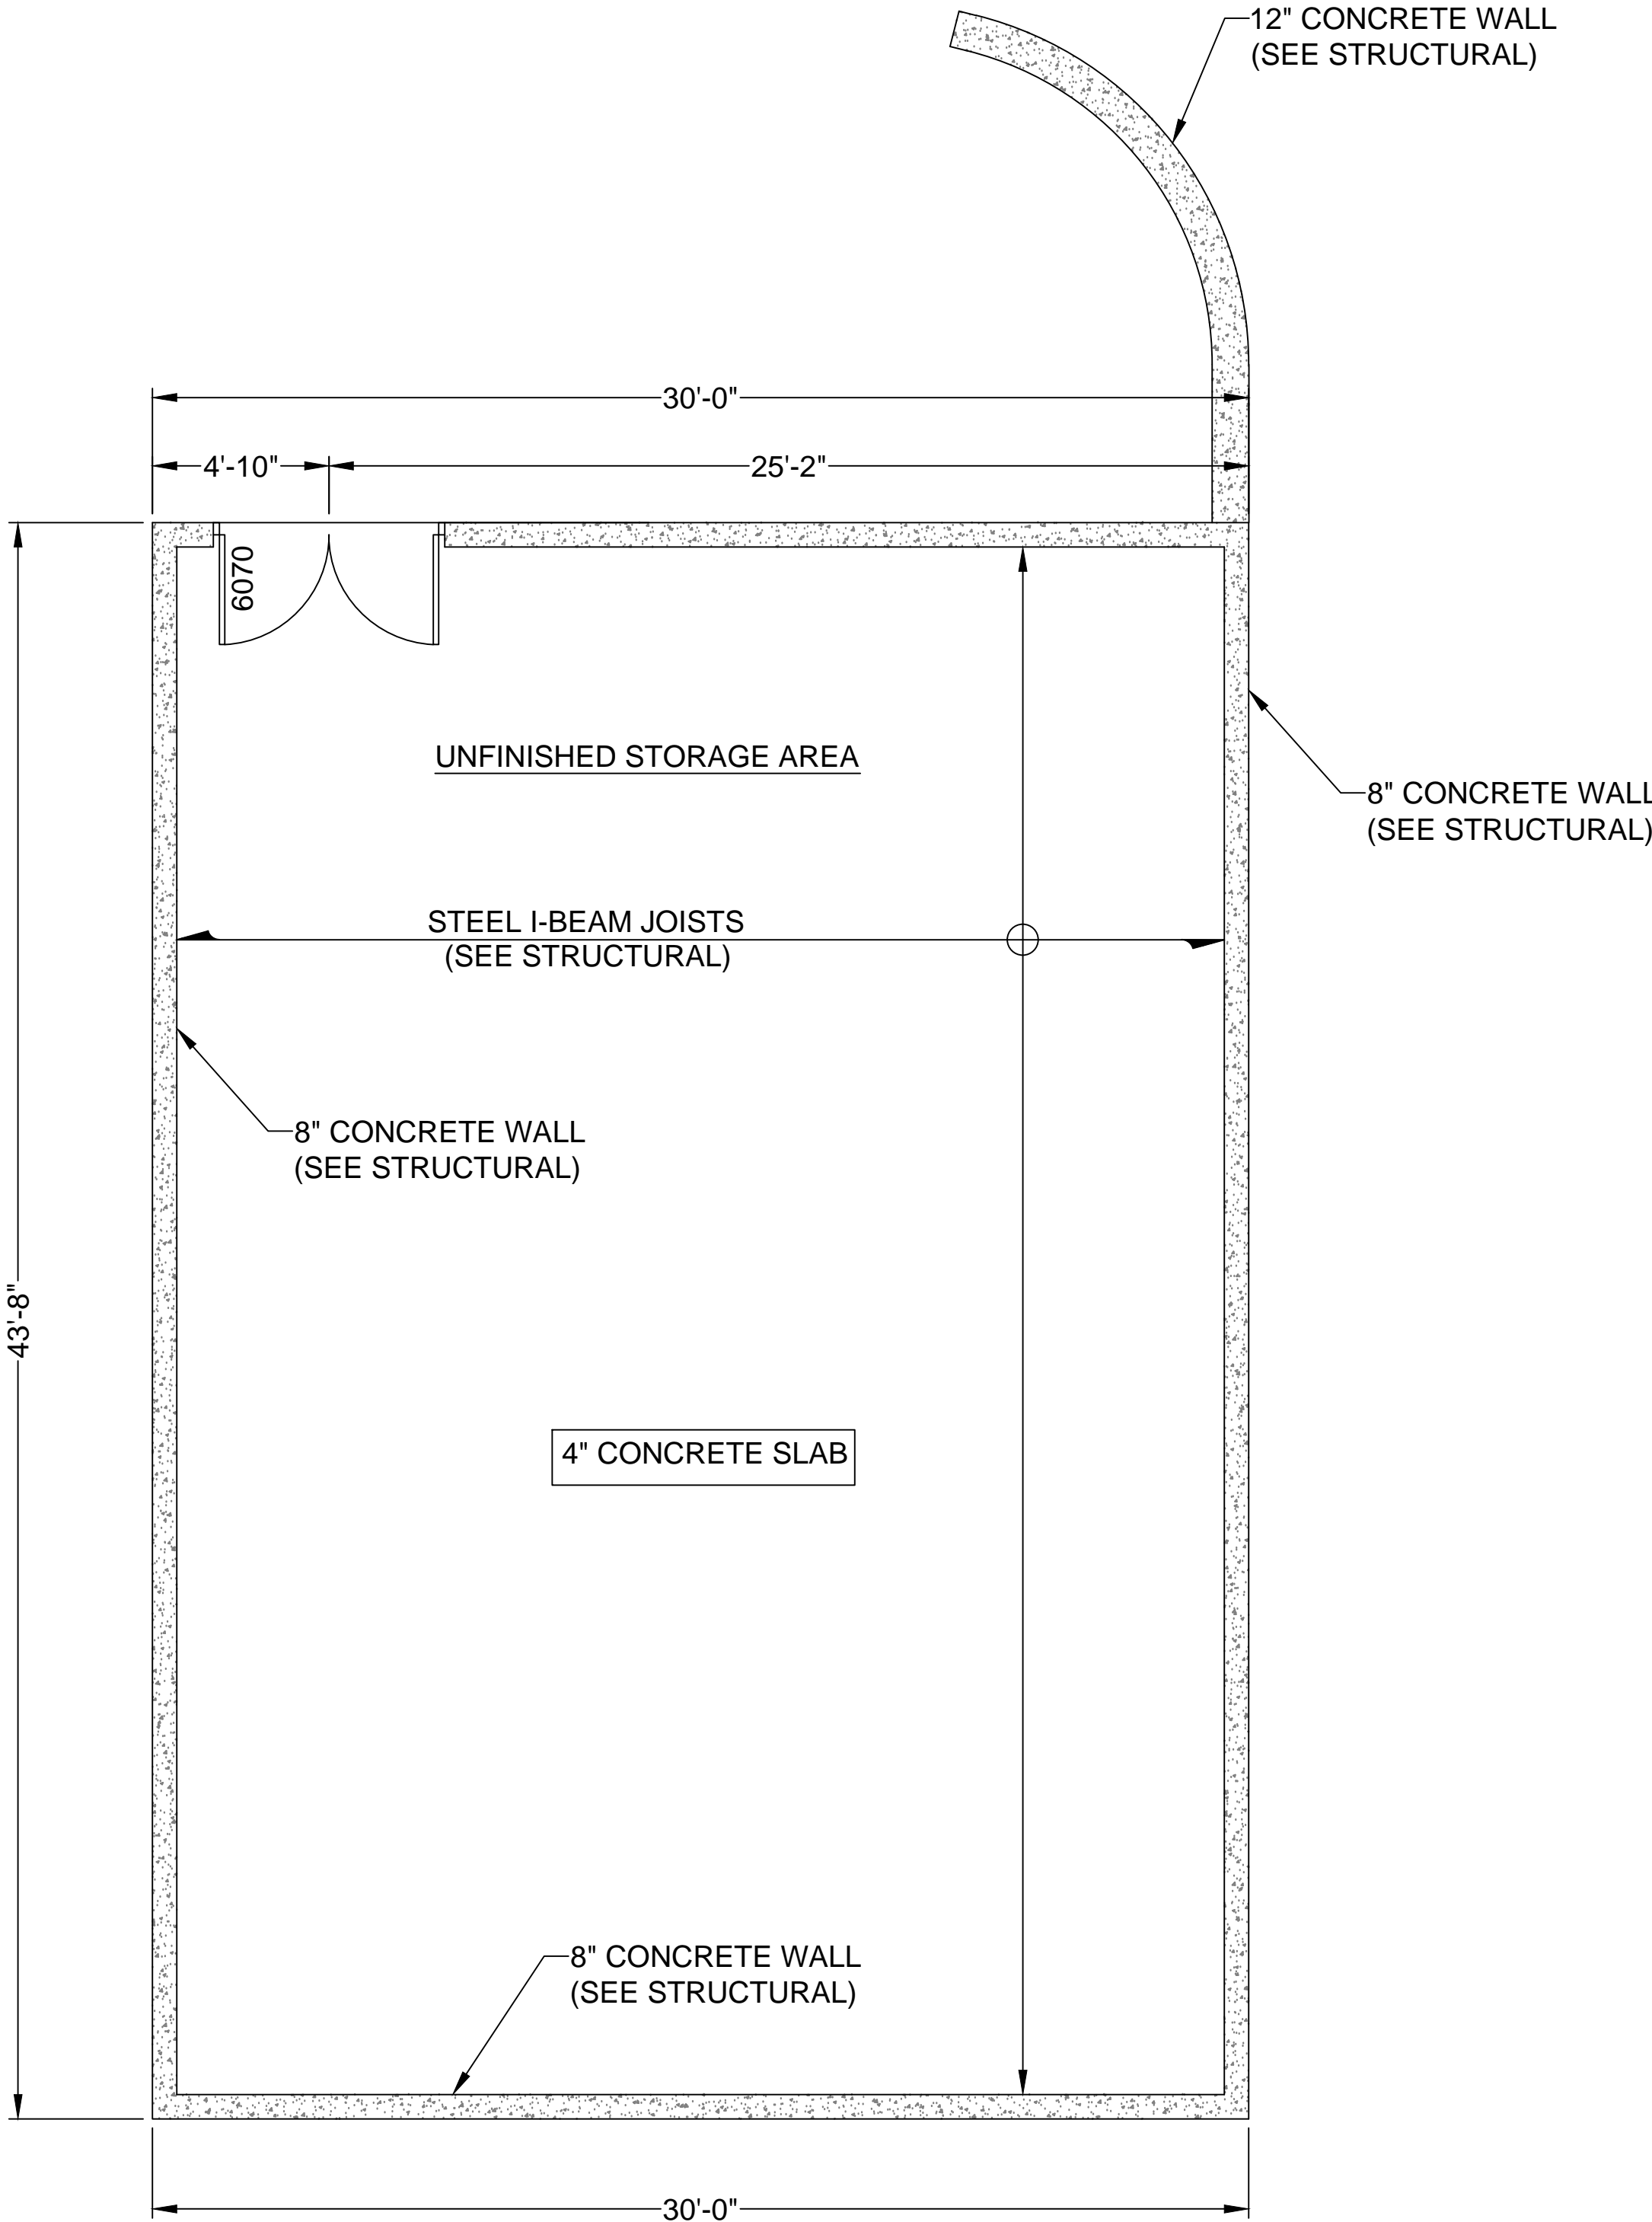 12" CONCRETE WALL
(SEE STRUCTURAL)
30'-0"
4'-10"
25'-2"
6070
UNFINISHED STORAGE AREA
8" CONCRETE WALL
(SEE STRUCTURAL)
STEEL I-BEAM JOISTS
(SEE STRUCTURAL)
8" CONCRETE WALL
(SEE STRUCTURAL)
43'-8"
4" CONCRETE SLAB
8" CONCRETE WALL
(SEE STRUCTURAL)
30'-0"